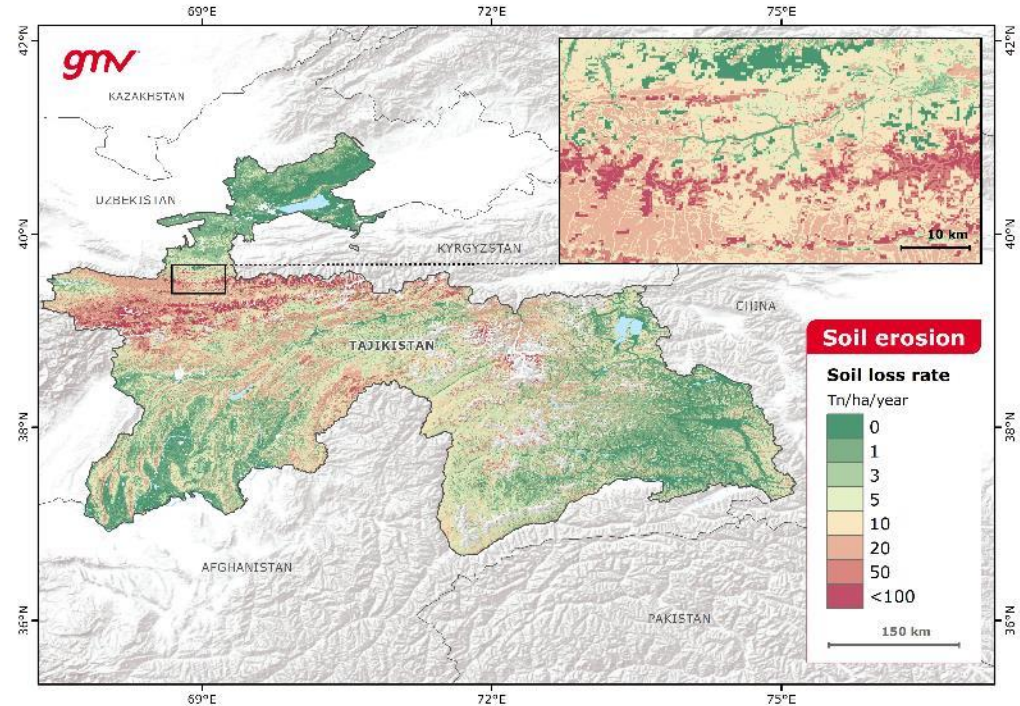 69°E 72°E 75°E
42°N 42°N
gmv
KAZAKHSTAN
UZBEKISTAN
40°N 40°N
KYRGYZSTAN
10 km
CHINA
TAJIKISTAN
Soil erosion
Soil loss rate
Tn/ha/year
0
1
3
5
10
20
50
<100
150 km
38°N 38°N
AFGHANISTAN
PAKISTAN
36°N 36°N
69°E 72°E 75°E